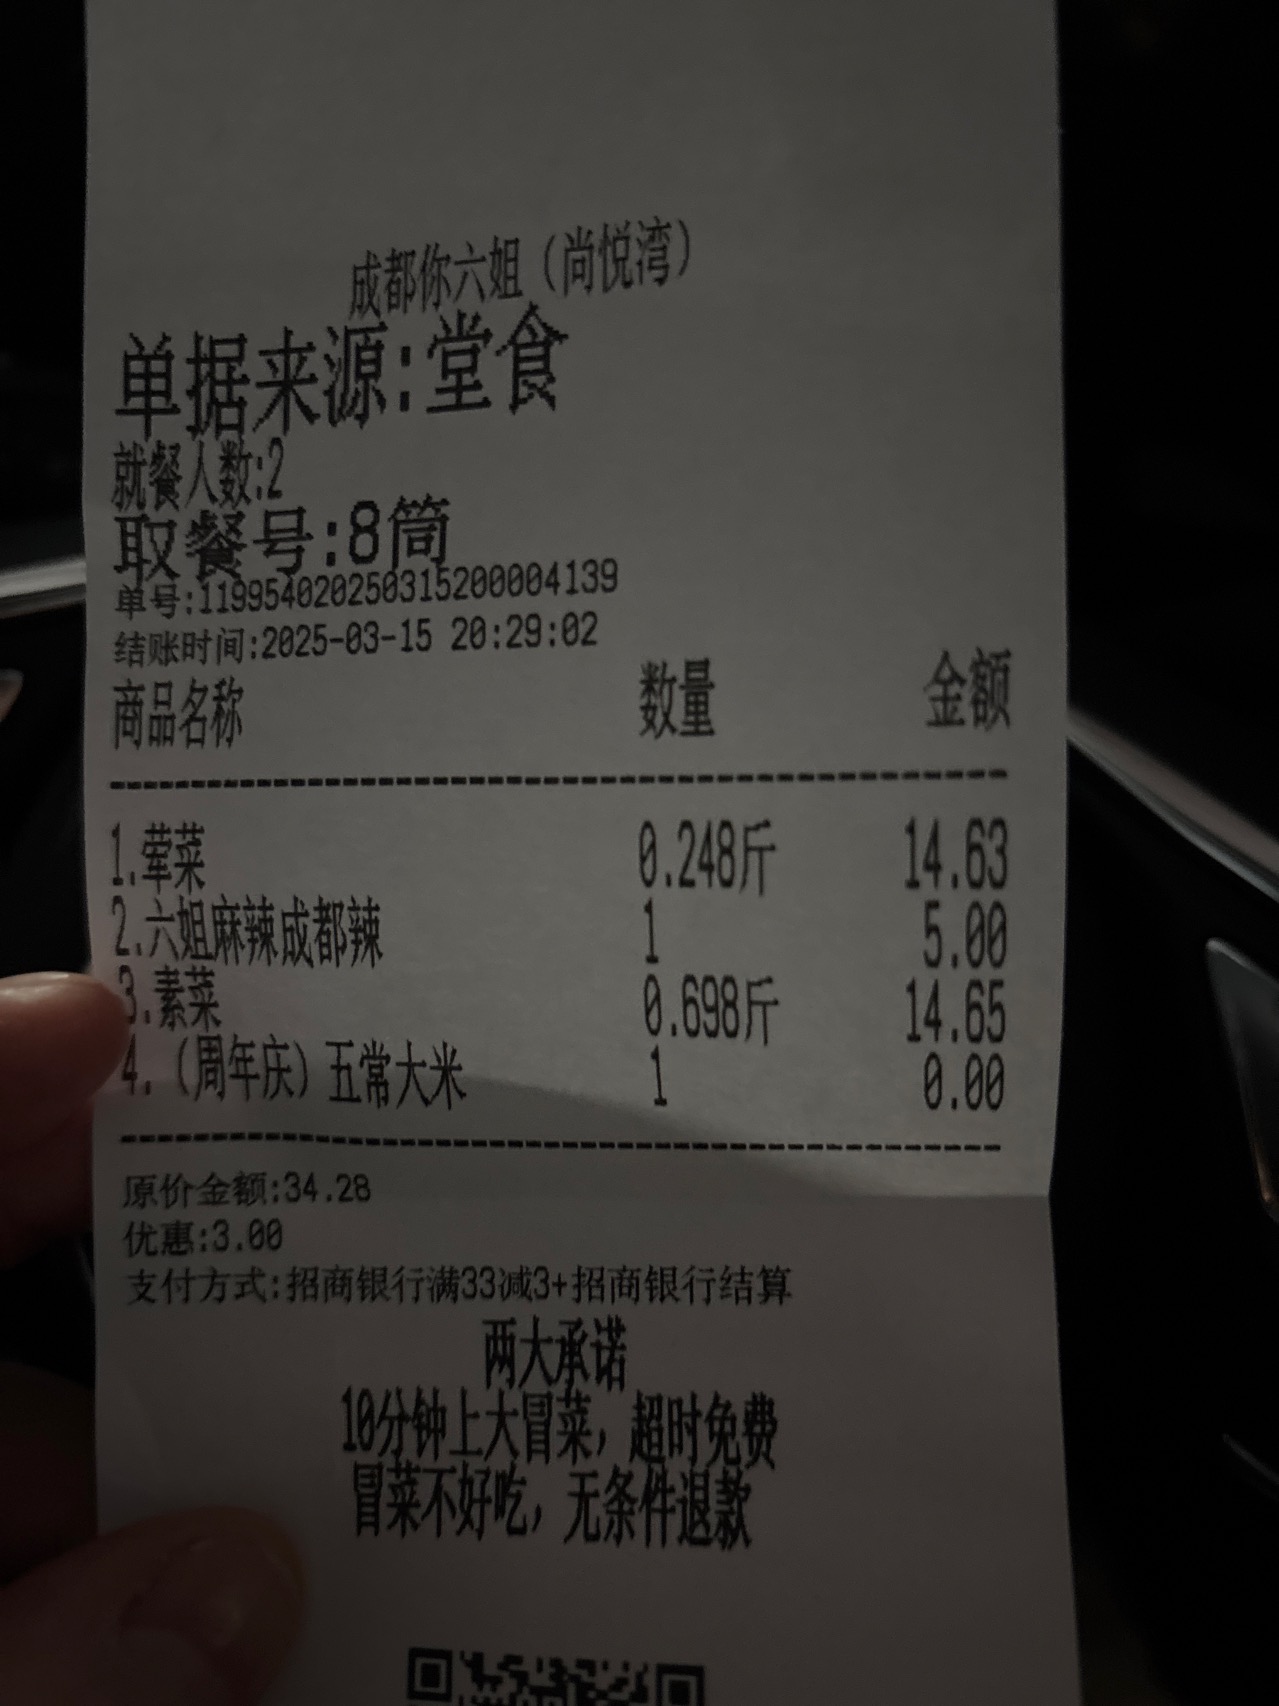 成都你六姐（尚悦湾）
单据来源:堂食
就餐人数:2
取餐号:8筒
单号:119954020250315200004139
结账时间:2025-03-15 20:29:02
商品名称 数量 金额
1.荤菜 0.248斤 14.63
2.六姐麻辣成都辣 1 5.00
3.素菜 0.698斤 14.65
4.（周年庆）五常大米 1 0.00
原价金额:34.28
优惠:3.00
支付方式:招商银行满33减3+招商银行结算
两大承诺
10分钟上大冒菜，超时免费
冒菜不好吃，无条件退款